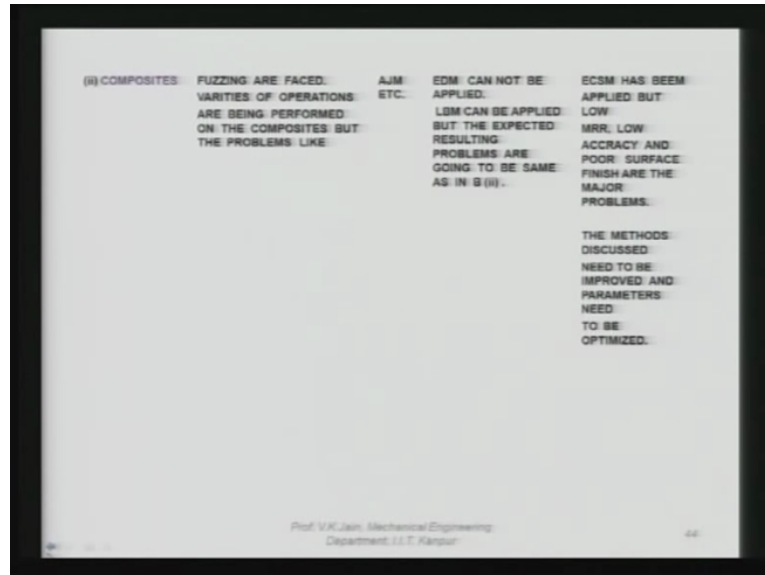 (ii) COMPOSITES
FUZZING ARE FACED.
VARITIES OF OPERATIONS
ARE BEING PERFORMED
ON THE COMPOSITES BUT
THE PROBLEMS LIKE
AJM
ETC.
EDM CAN NOT BE
APPLIED.
LBM CAN BE APPLIED
BUT THE EXPECTED
RESULTING
PROBLEMS ARE
GOING TO BE SAME
AS IN B (ii).
ECSM HAS BEEM
APPLIED BUT
LOW
MRR, LOW
ACCRACY AND
POOR SURFACE
FINISH ARE THE
MAJOR
PROBLEMS.
THE METHODS
DISCUSSED
NEED TO BE
IMPROVED AND
PARAMETERS
NEED
TO BE
OPTIMIZED.
Prof. V.K.Jain, Mechanical Engineering
Department, I.I.T. Kanpur
44